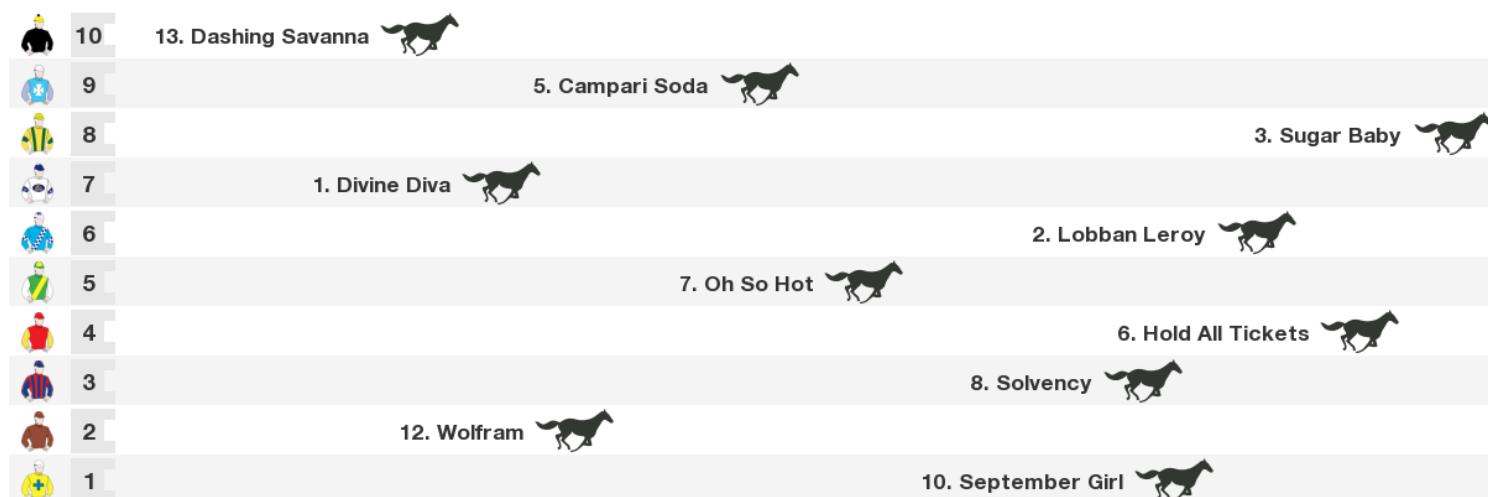 10 13. Dashing Savanna
9 5. Campari Soda
8 3. Sugar Baby
7 1. Divine Diva
6 2. Lobban Leroy
5 7. Oh So Hot
4 6. Hold All Tickets
3 8. Solvency
2 12. Wolfram
1 10. September Girl